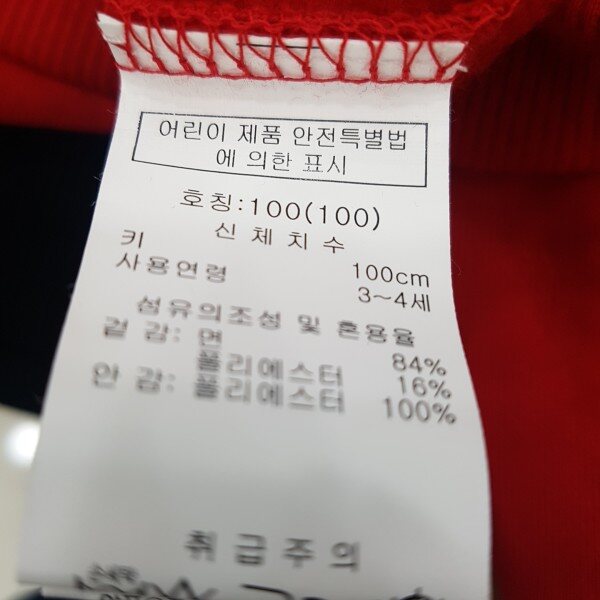 어린이 제품 안전특별법
에 의한 표시
호칭:100(100)
신체치수
키 100cm
사용연령 3~4세
섬유의조성 및 혼용율
겉 감: 면 84%
폴리에스터 16%
안 감: 폴리에스터 100%
취급주의